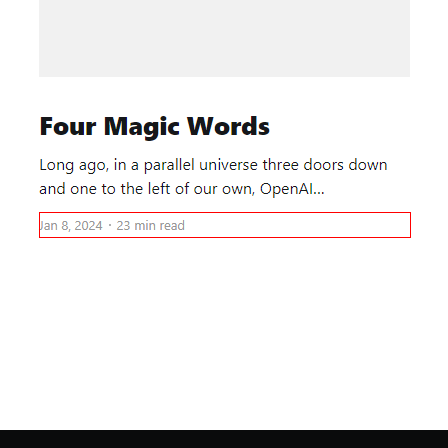 Four Magic Words
Long ago, in a parallel universe three doors down
and one to the left of our own, OpenAI...
Jan 8, 2024 · 23 min read